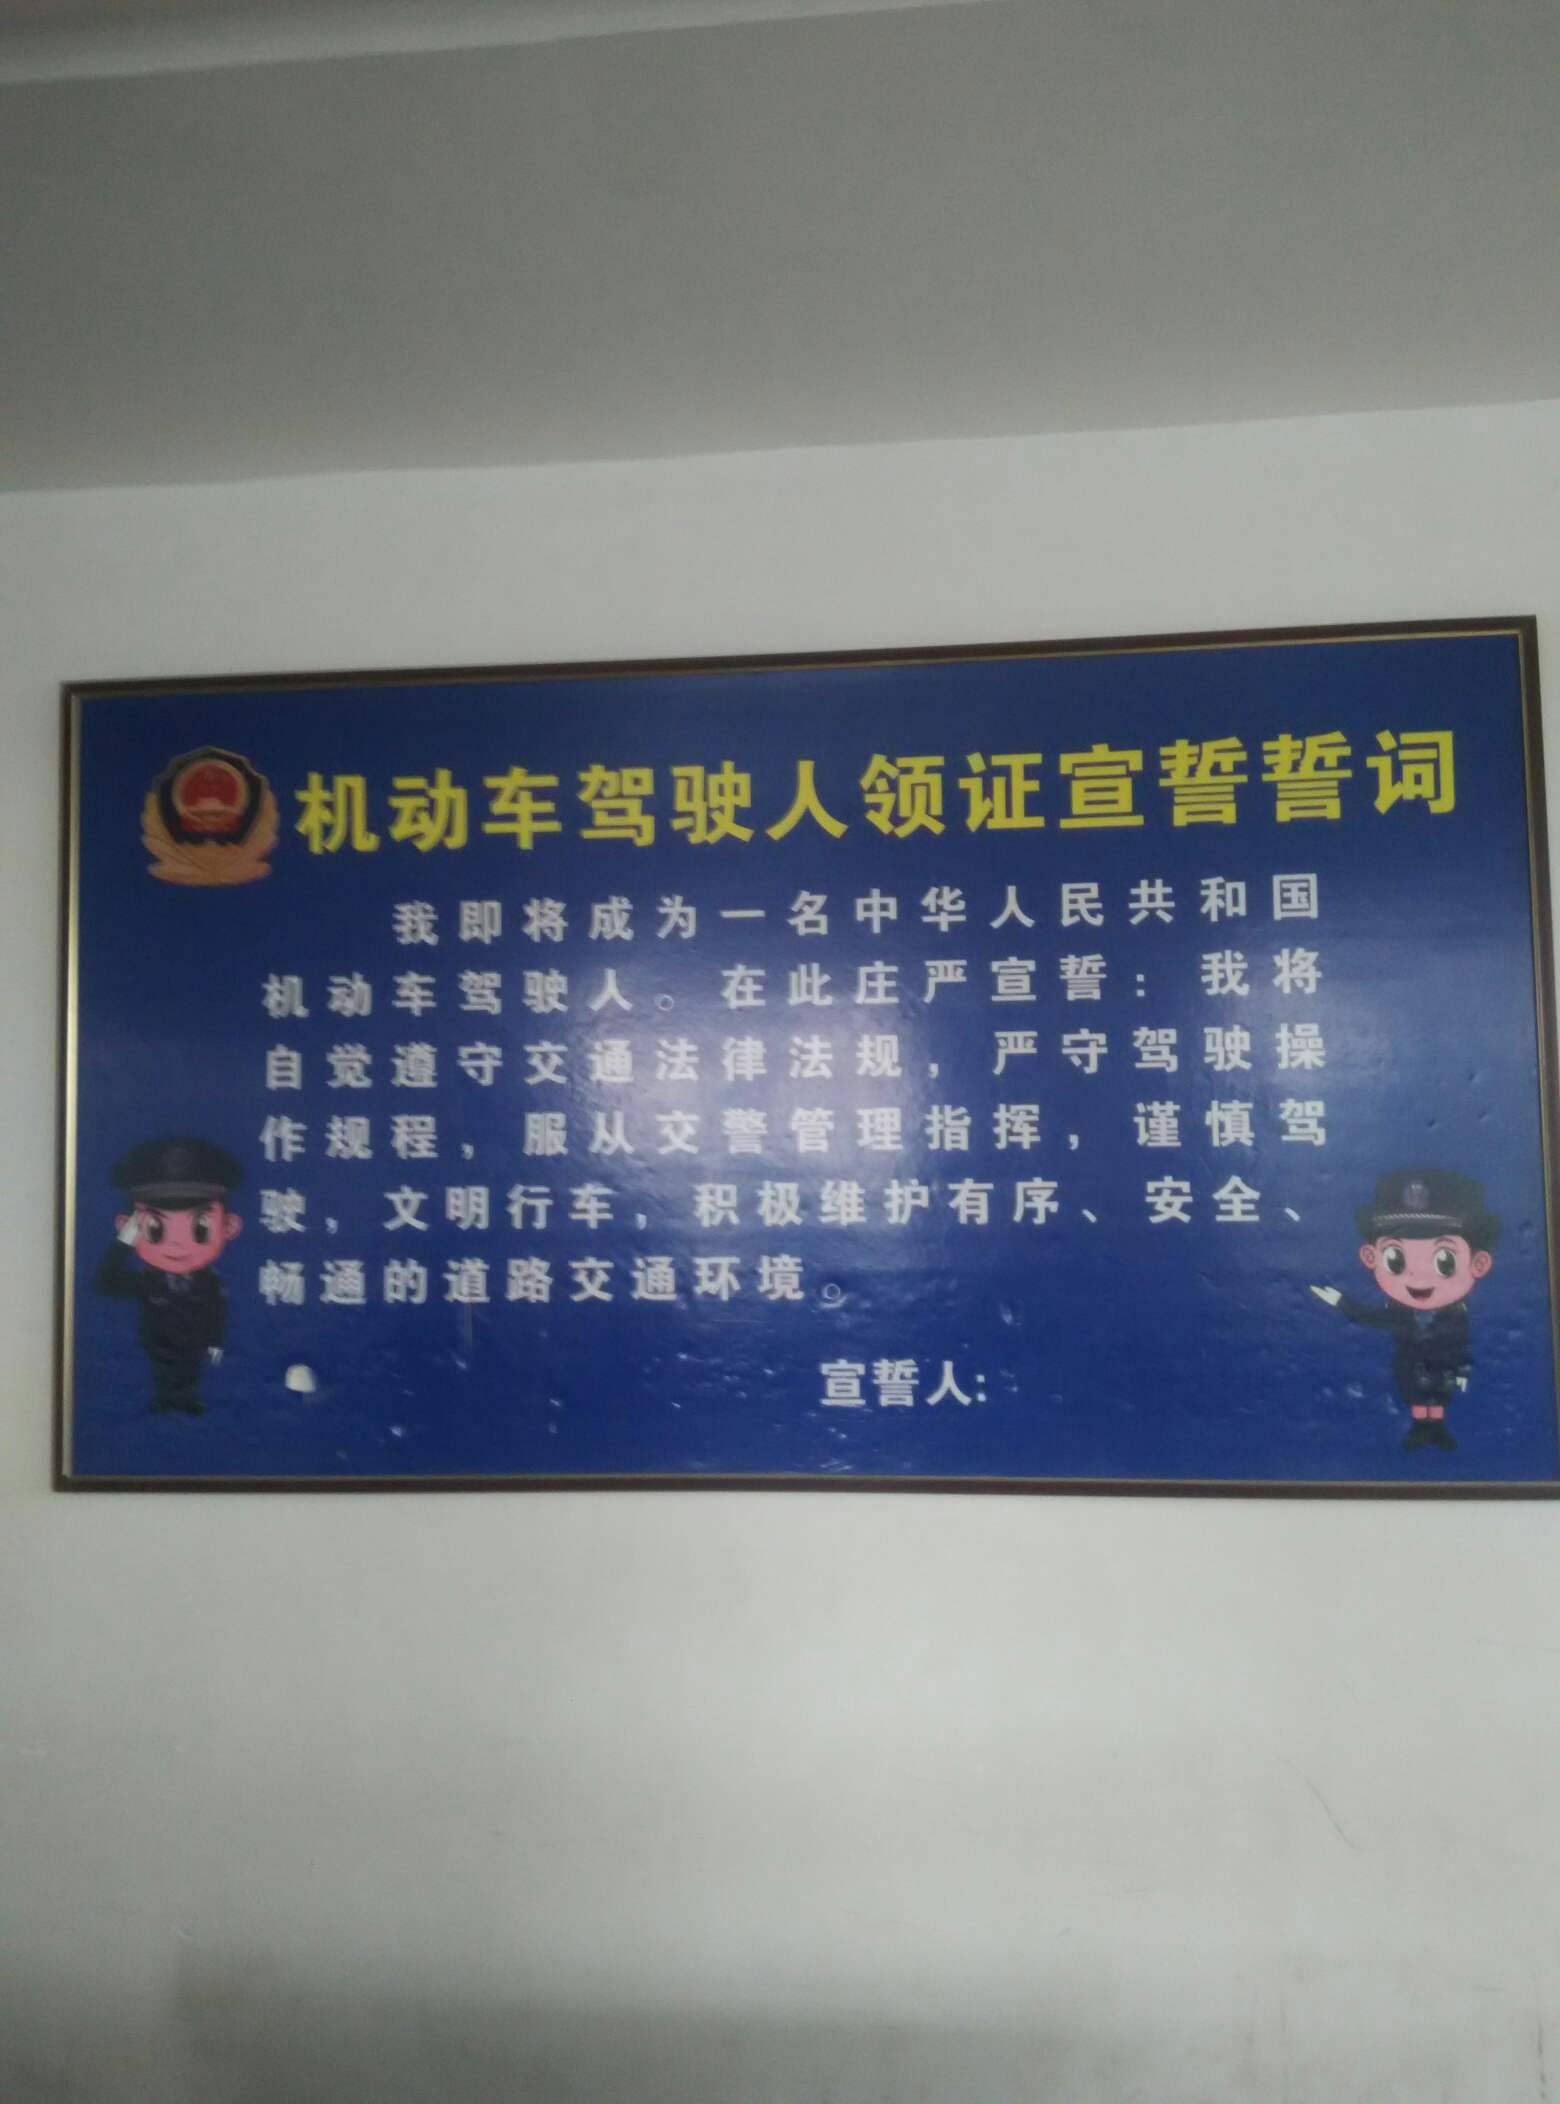 机动车驾驶人领证宣誓誓词
我即将成为一名中华人民共和国
机动车驾驶人。在此庄严宣誓：我将
自觉遵守交通法律法规，严守驾驶操
作规程，服从交警管理指挥，谨慎驾
驶，文明行车，积极维护有序、安全、
畅通的道路交通环境。
宣誓人: